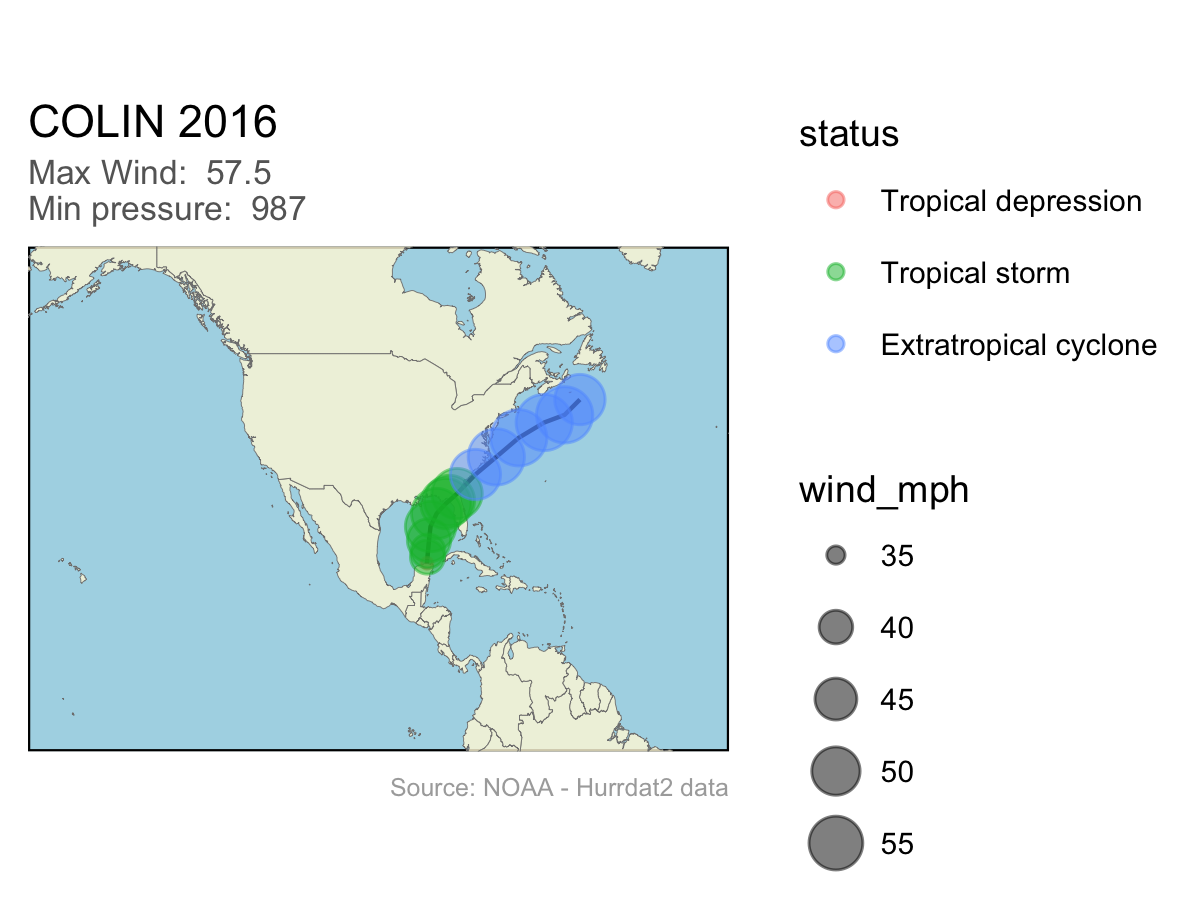 COLIN 2016
Max Wind:  57.5
Min pressure:  987
Source: NOAA - Hurrdat2 data
status
Tropical depression
Tropical storm
Extratropical cyclone
wind_mph
35
40
45
50
55